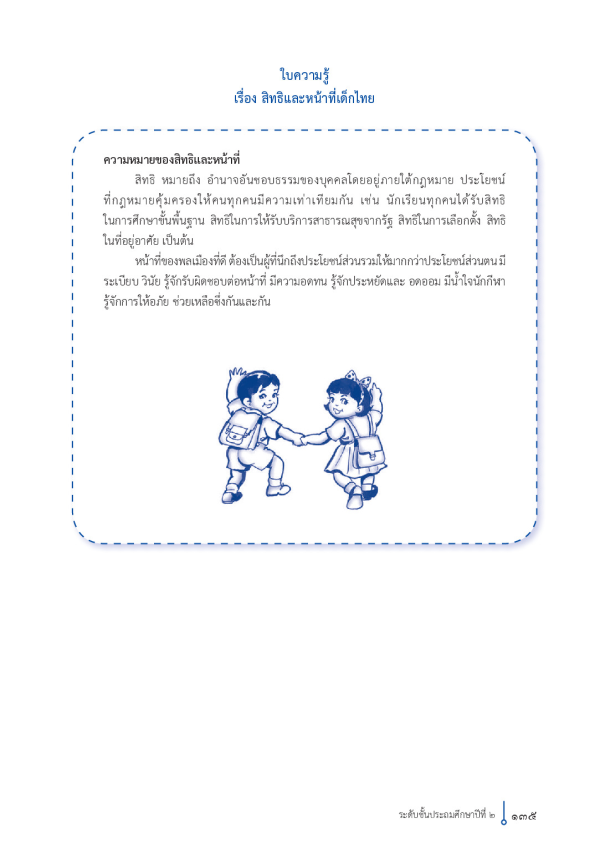 ใบความรู้
เรื่อง สิทธิและหน้าที่เด็กไทย
ความหมายของสิทธิและหน้าที่
สิทธิ หมายถึง อำนาจอันชอบธรรมของบุคคลโดยอยู่ภายใต้กฎหมาย ประโยชน์
ที่กฎหมายคุ้มครองให้คนทุกคนมีความเท่าเทียมกัน เช่น นักเรียนทุกคนได้รับสิทธิ
ในการศึกษาขั้นพื้นฐาน สิทธิในการให้รับบริการสาธารณสุขจากรัฐ สิทธิในการเลือกตั้ง สิทธิ
ในที่อยู่อาศัย เป็นต้น
หน้าที่ของพลเมืองที่ดี ต้องเป็นผู้ที่นึกถึงประโยชน์ส่วนรวมให้มากกว่าประโยชน์ส่วนตน มี
ระเบียบ วินัย รู้จักรับผิดชอบต่อหน้าที่ มีความอดทน รู้จักประหยัดและ อดออม มีน้ำใจนักกีฬา
รู้จักการให้อภัย ช่วยเหลือซึ่งกันและกัน
ระดับชั้นประถมศึกษาปีที่ ๒ ๑๓๕